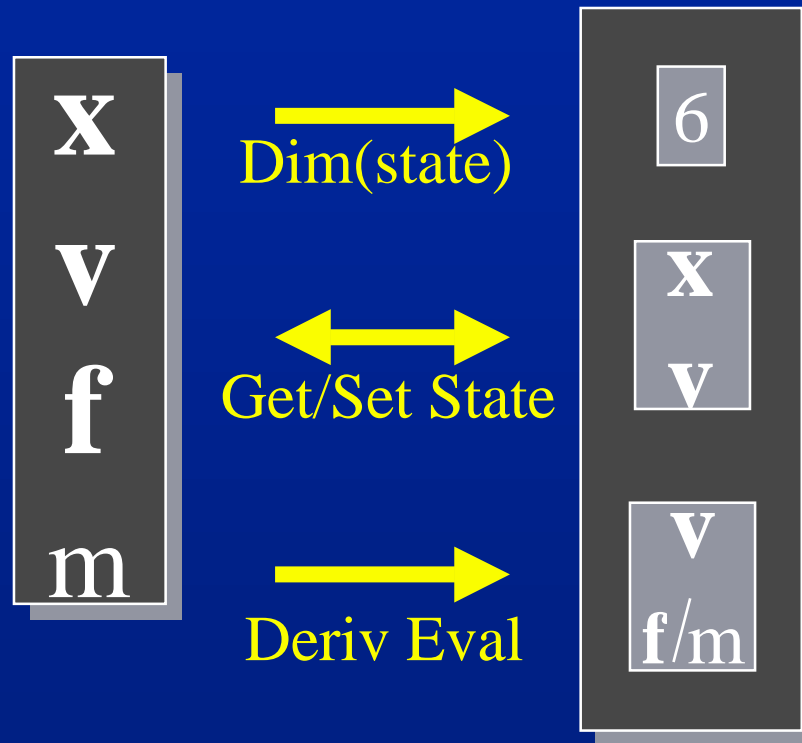 x
v
f
m
Dim(state)
Get/Set State
Deriv Eval
6
x
v
v
f/m